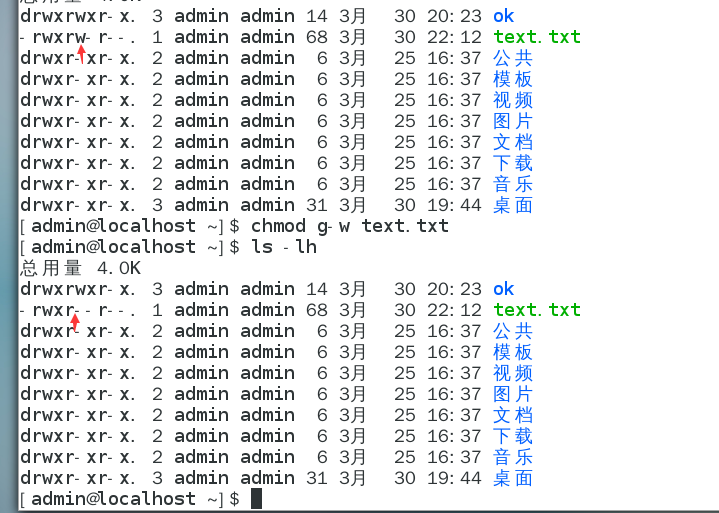 总用量 4.0K
drwxrwxr-x. 3 admin admin 14 3月 30 20:23 ok
-rwxrw-r--. 1 admin admin 68 3月 30 22:12 text.txt
drwxr-xr-x. 2 admin admin 6 3月 25 16:37 公共
drwxr-xr-x. 2 admin admin 6 3月 25 16:37 模板
drwxr-xr-x. 2 admin admin 6 3月 25 16:37 视频
drwxr-xr-x. 2 admin admin 6 3月 25 16:37 图片
drwxr-xr-x. 2 admin admin 6 3月 25 16:37 文档
drwxr-xr-x. 2 admin admin 6 3月 25 16:37 下载
drwxr-xr-x. 2 admin admin 6 3月 25 16:37 音乐
drwxr-xr-x. 3 admin admin 31 3月 30 19:44 桌面
[admin@localhost ~]$ chmod g-w text.txt
[admin@localhost ~]$ ls -lh
总用量 4.0K
drwxrwxr-x. 3 admin admin 14 3月 30 20:23 ok
-rwxr--r--. 1 admin admin 68 3月 30 22:12 text.txt
drwxr-xr-x. 2 admin admin 6 3月 25 16:37 公共
drwxr-xr-x. 2 admin admin 6 3月 25 16:37 模板
drwxr-xr-x. 2 admin admin 6 3月 25 16:37 视频
drwxr-xr-x. 2 admin admin 6 3月 25 16:37 图片
drwxr-xr-x. 2 admin admin 6 3月 25 16:37 文档
drwxr-xr-x. 2 admin admin 6 3月 25 16:37 下载
drwxr-xr-x. 2 admin admin 6 3月 25 16:37 音乐
drwxr-xr-x. 3 admin admin 31 3月 30 19:44 桌面
[admin@localhost ~]$